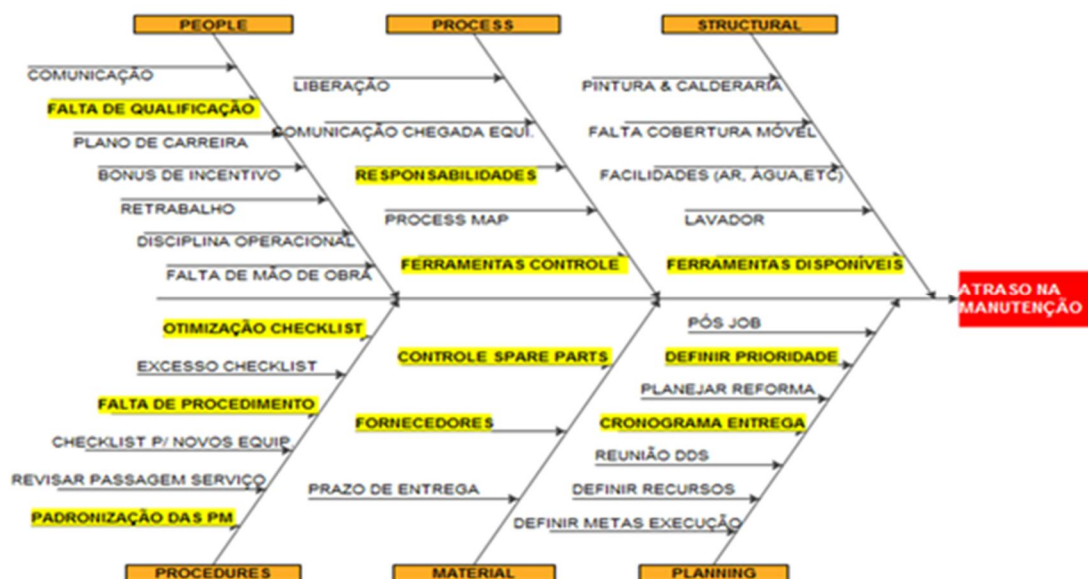 PEOPLE
PROCESS
STRUCTURAL
COMUNICAÇÃO
FALTA DE QUALIFICAÇÃO
PLANO DE CARREIRA
BONUS DE INCENTIVO
RETRABALHO
DISCIPLINA OPERACIONAL
FALTA DE MÃO DE OBRA
LIBERAÇÃO
COMUNICAÇÃO CHEGADA EQUI.
RESPONSABILIDADES
PROCESS MAP
FERRAMENTAS CONTROLE
PINTURA & CALDERARIA
FALTA COBERTURA MÓVEL
FACILIDADES (AR, ÁGUA,ETC)
LAVADOR
FERRAMENTAS DISPONÍVEIS
ATRASO NA
MANUTENÇÃO
OTIMIZAÇÃO CHECKLIST
EXCESSO CHECKLIST
FALTA DE PROCEDIMENTO
CHECKLIST P/ NOVOS EQUIP
REVISAR PASSAGEM SERVIÇO
PADRONIZAÇÃO DAS PM
CONTROLE SPARE PARTS
FORNECEDORES
PRAZO DE ENTREGA
PÓS JOB
DEFINIR PRIORIDADE
PLANEJAR REFORMA
CRONOGRAMA ENTREGA
REUNIÃO DDS
DEFINIR RECURSOS
DEFINIR METAS EXECUÇÃO
PROCEDURES
MATERIAL
PLANNING